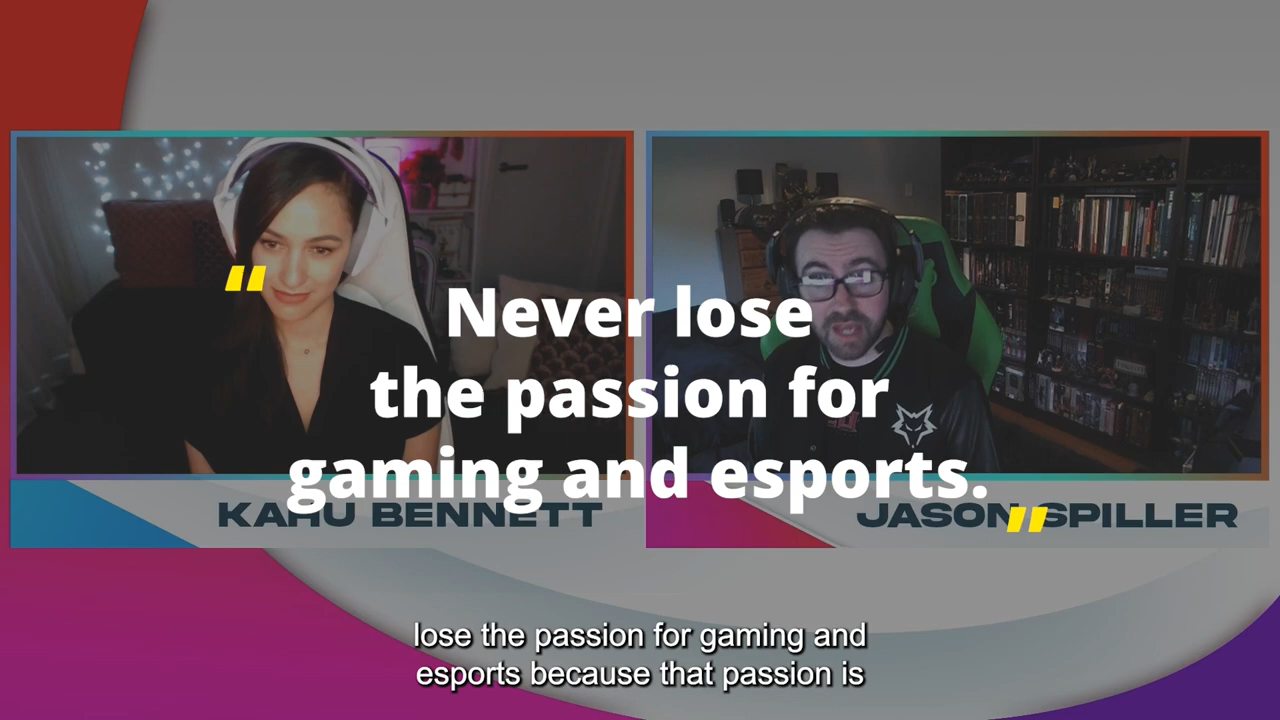 “
Never lose
the passion for
gaming and esports.
”
KAHU BENNETT
JASON SPILLER
lose the passion for gaming and
esports because that passion is